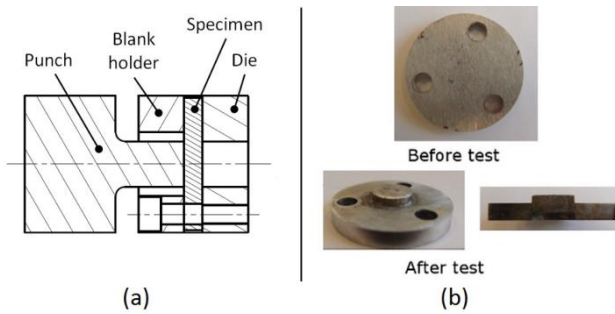 Specimen
Blank
holder
Punch
Die
Before test
After test
(a)
(b)